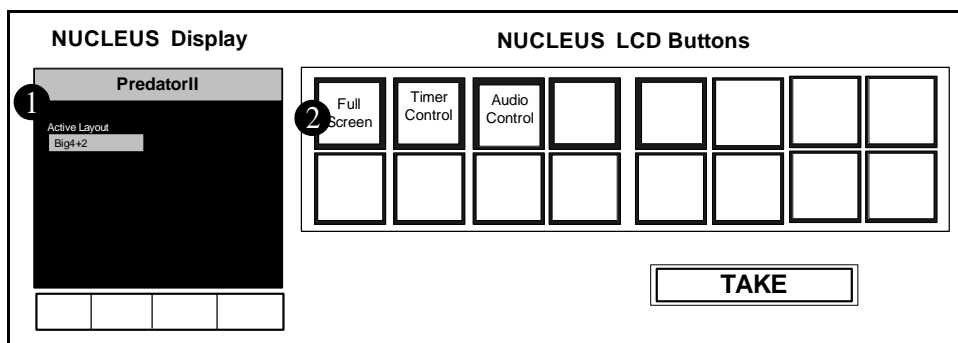 NUCLEUS Display
NUCLEUS LCD Buttons
PredatorII
1
Active Layout
Big4+2
2
Full
Screen
Timer
Control
Audio
Control
TAKE